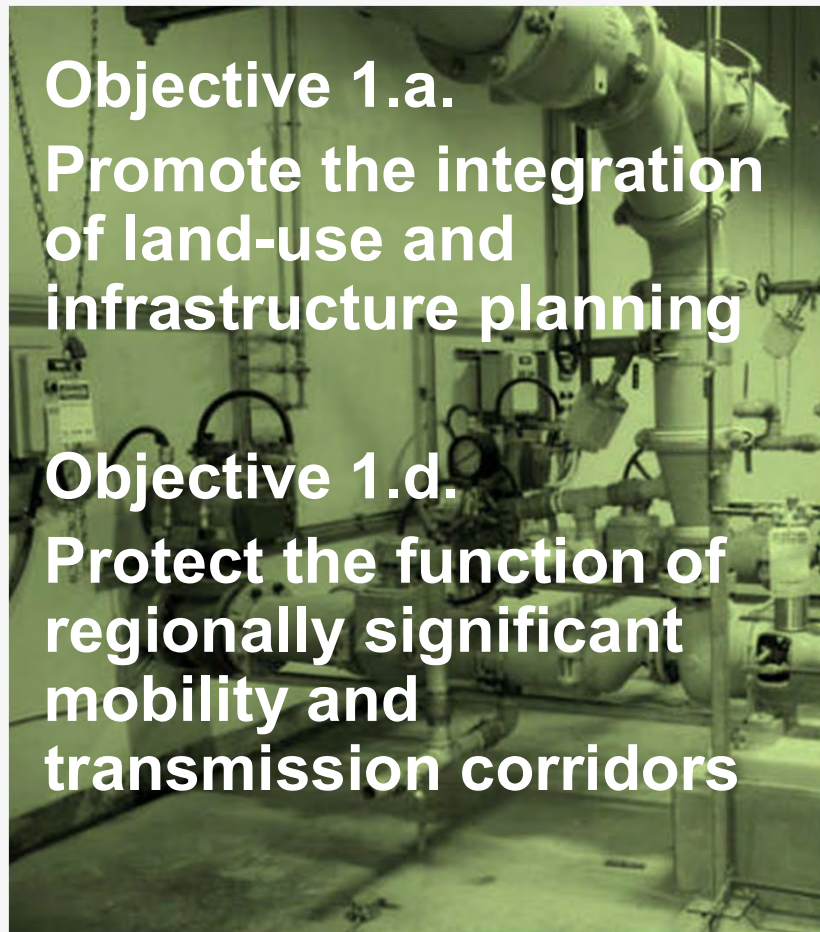 Objective 1.a.
Promote the integration
of land-use and
infrastructure planning
Objective 1.d.
Protect the function of
regionally significant
mobility and
transmission corridors